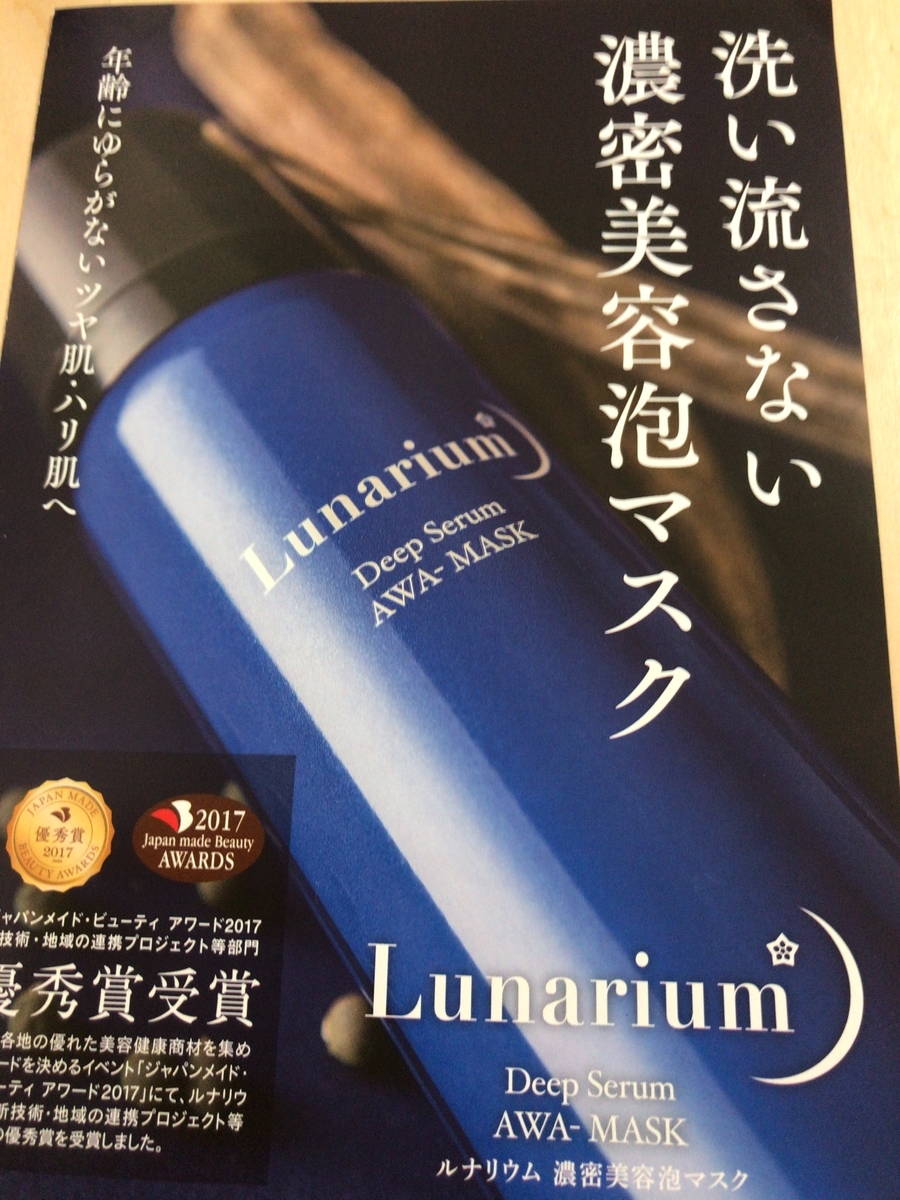 洗い流さない
濃密美容泡マスク
年齢にゆらがないツヤ肌・ハリ肌へ
Lunarium
Deep Serum
AWA- MASK
JAPAN MADE
優秀賞
2017
BEAUTY AWARDS
2017
Japan made Beauty
AWARDS
ャパンメイド・ビューティ アワード2017
技術・地域の連携プロジェクト等部門
優秀賞受賞
各地の優れた美容健康商材を集め
ードを決めるイベント「ジャパンメイド・
ーティ アワード2017」にて、ルナリウ
新技術・地域の連携プロジェクト等
の優秀賞を受賞しました。
Lunarium
Deep Serum
AWA- MASK
ルナリウム 濃密美容泡マスク